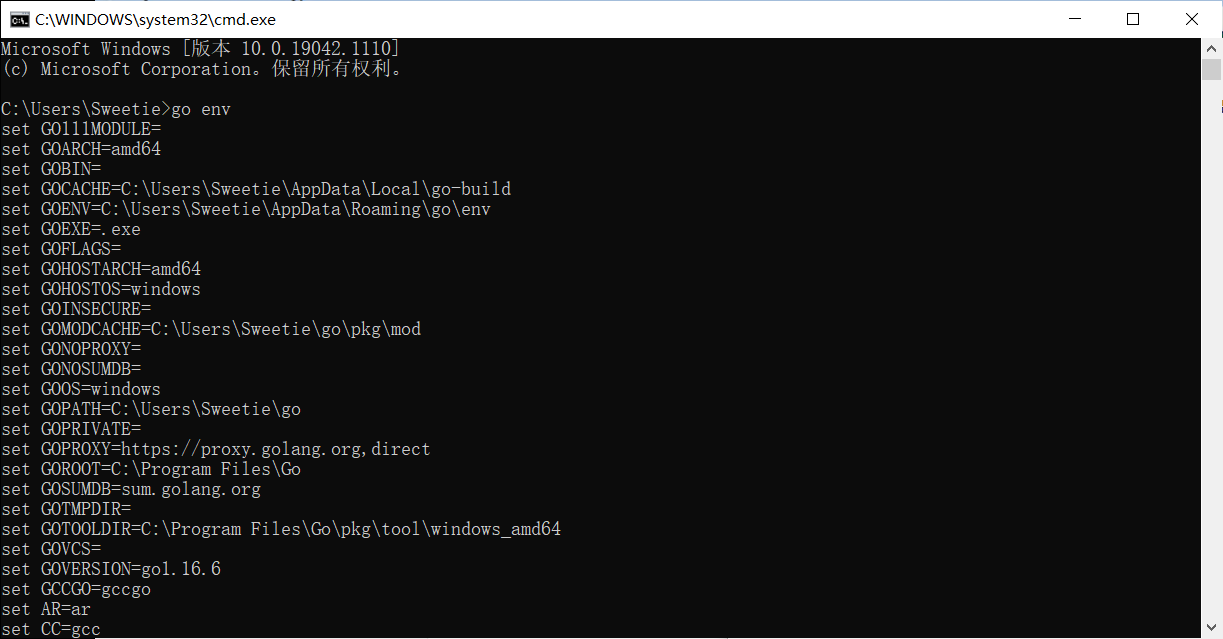 C:\WINDOWS\system32\cmd.exe
Microsoft Windows [版本 10.0.19042.1110]
(c) Microsoft Corporation。保留所有权利。
C:\Users\Sweetie>go env
set GO111MODULE=
set GOARCH=amd64
set GOBIN=
set GOCACHE=C:\Users\Sweetie\AppData\Local\go-build
set GOENV=C:\Users\Sweetie\AppData\Roaming\go\env
set GOEXE=.exe
set GOFLAGS=
set GOHOSTARCH=amd64
set GOHOSTOS=windows
set GOINSECURE=
set GOMODCACHE=C:\Users\Sweetie\go\pkg\mod
set GONOPROXY=
set GONOSUMDB=
set GOOS=windows
set GOPATH=C:\Users\Sweetie\go
set GOPRIVATE=
set GOPROXY=https://proxy.golang.org,direct
set GOROOT=C:\Program Files\Go
set GOSUMDB=sum.golang.org
set GOTMPDIR=
set GOTOOLDIR=C:\Program Files\Go\pkg\tool\windows_amd64
set GOVCS=
set GOVERSION=go1.16.6
set GCCGO=gccgo
set AR=ar
set CC=gcc